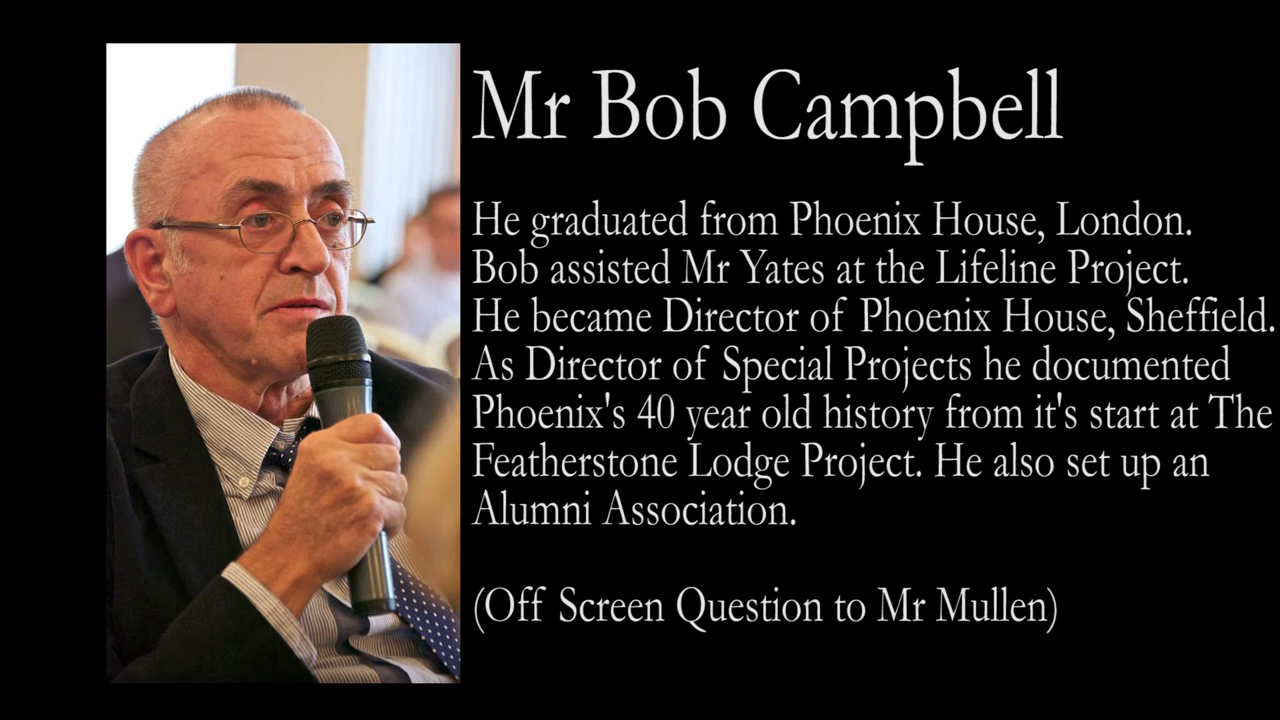 Mr Bob Campbell
He graduated from Phoenix House, London.
Bob assisted Mr Yates at the Lifeline Project.
He became Director of Phoenix House, Sheffield.
As Director of Special Projects he documented
Phoenix's 40 year old history from it's start at The
Featherstone Lodge Project. He also set up an
Alumni Association.
(Off Screen Question to Mr Mullen)